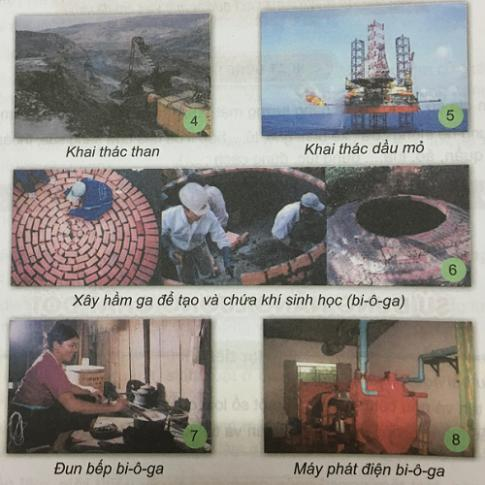 4
5
Khai thác than
Khai thác dầu mỏ
6
Xây hầm ga để tạo và chứa khí sinh học (bi-ô-ga)
7
8
Đun bếp bi-ô-ga
Máy phát điện bi-ô-ga